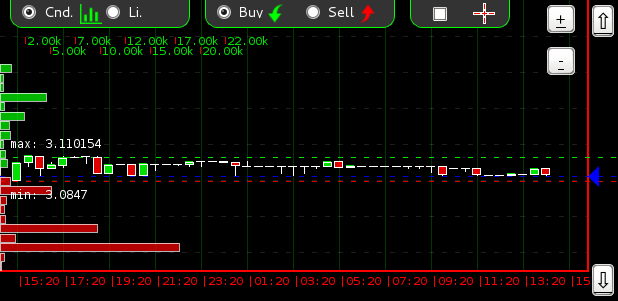 Cnd. Li. Buv Sell
+
2.00k 7.00k 12.00k 17.00k 22.00k
5.00k 10.00k 15.00k 20.00k
-
max: 3.110154
min: 3.0847
|15:20 |17:20 |19:20 |21:20 |23:20 |01:20 |03:20 |05:20 |07:20 |09:20 |11:20 |13:20 |15